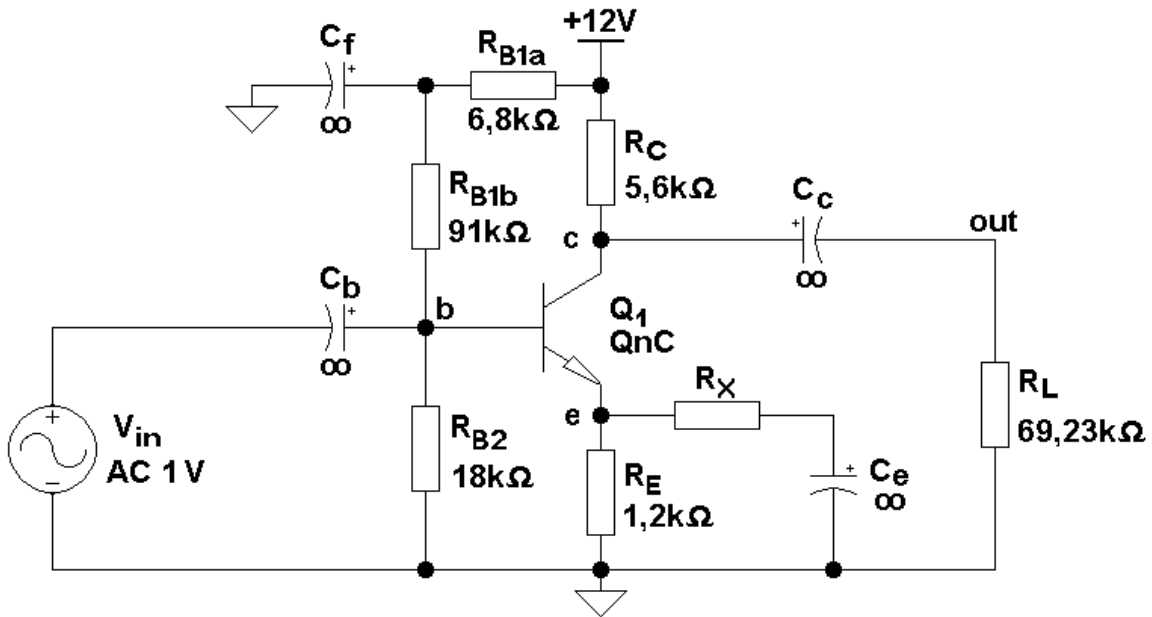 +12V
Cf
+
∞
RB1a
6,8kΩ
RC
5,6kΩ
RB1b
91kΩ
Cc
+
∞
out
c
Cb
+
∞
b
Q1
QnC
RX
RL
69,23kΩ
e
+
Vin
AC 1V
RB2
18kΩ
RE
1,2kΩ
Ce
+
∞